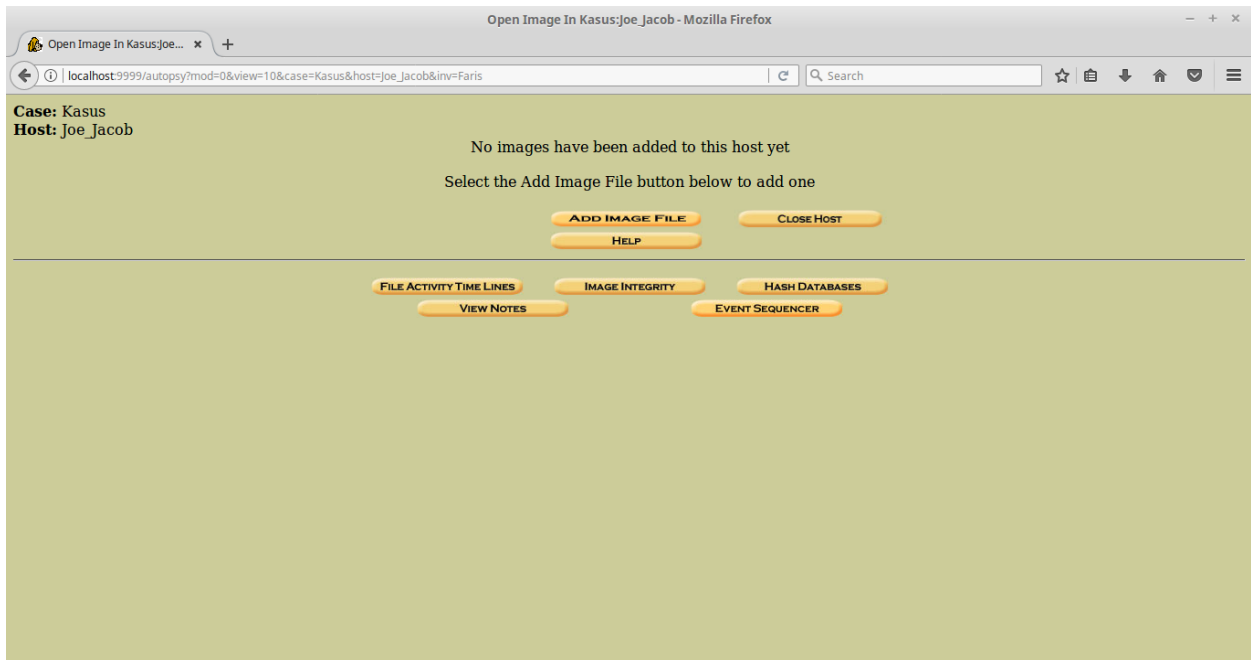 Open Image In Kasus:Joe_Jacob - Mozilla Firefox
Open Image In Kasus:Joe...
localhost:9999/autopsy?mod=0&view=10&case=Kasus&host=Joe_Jacob&inv=Faris
Search
Case: Kasus
Host: Joe_Jacob
No images have been added to this host yet
Select the Add Image File button below to add one
ADD IMAGE FILE CLOSE HOST
HELP
FILE ACTIVITY TIME LINES IMAGE INTEGRITY HASH DATABASES
VIEW NOTES EVENT SEQUENCER